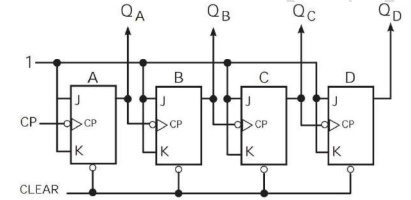 Q_A Q_B Q_C Q_D
1 A B C D
J J J J
CP CP CP CP CP
K K K K
CLEAR